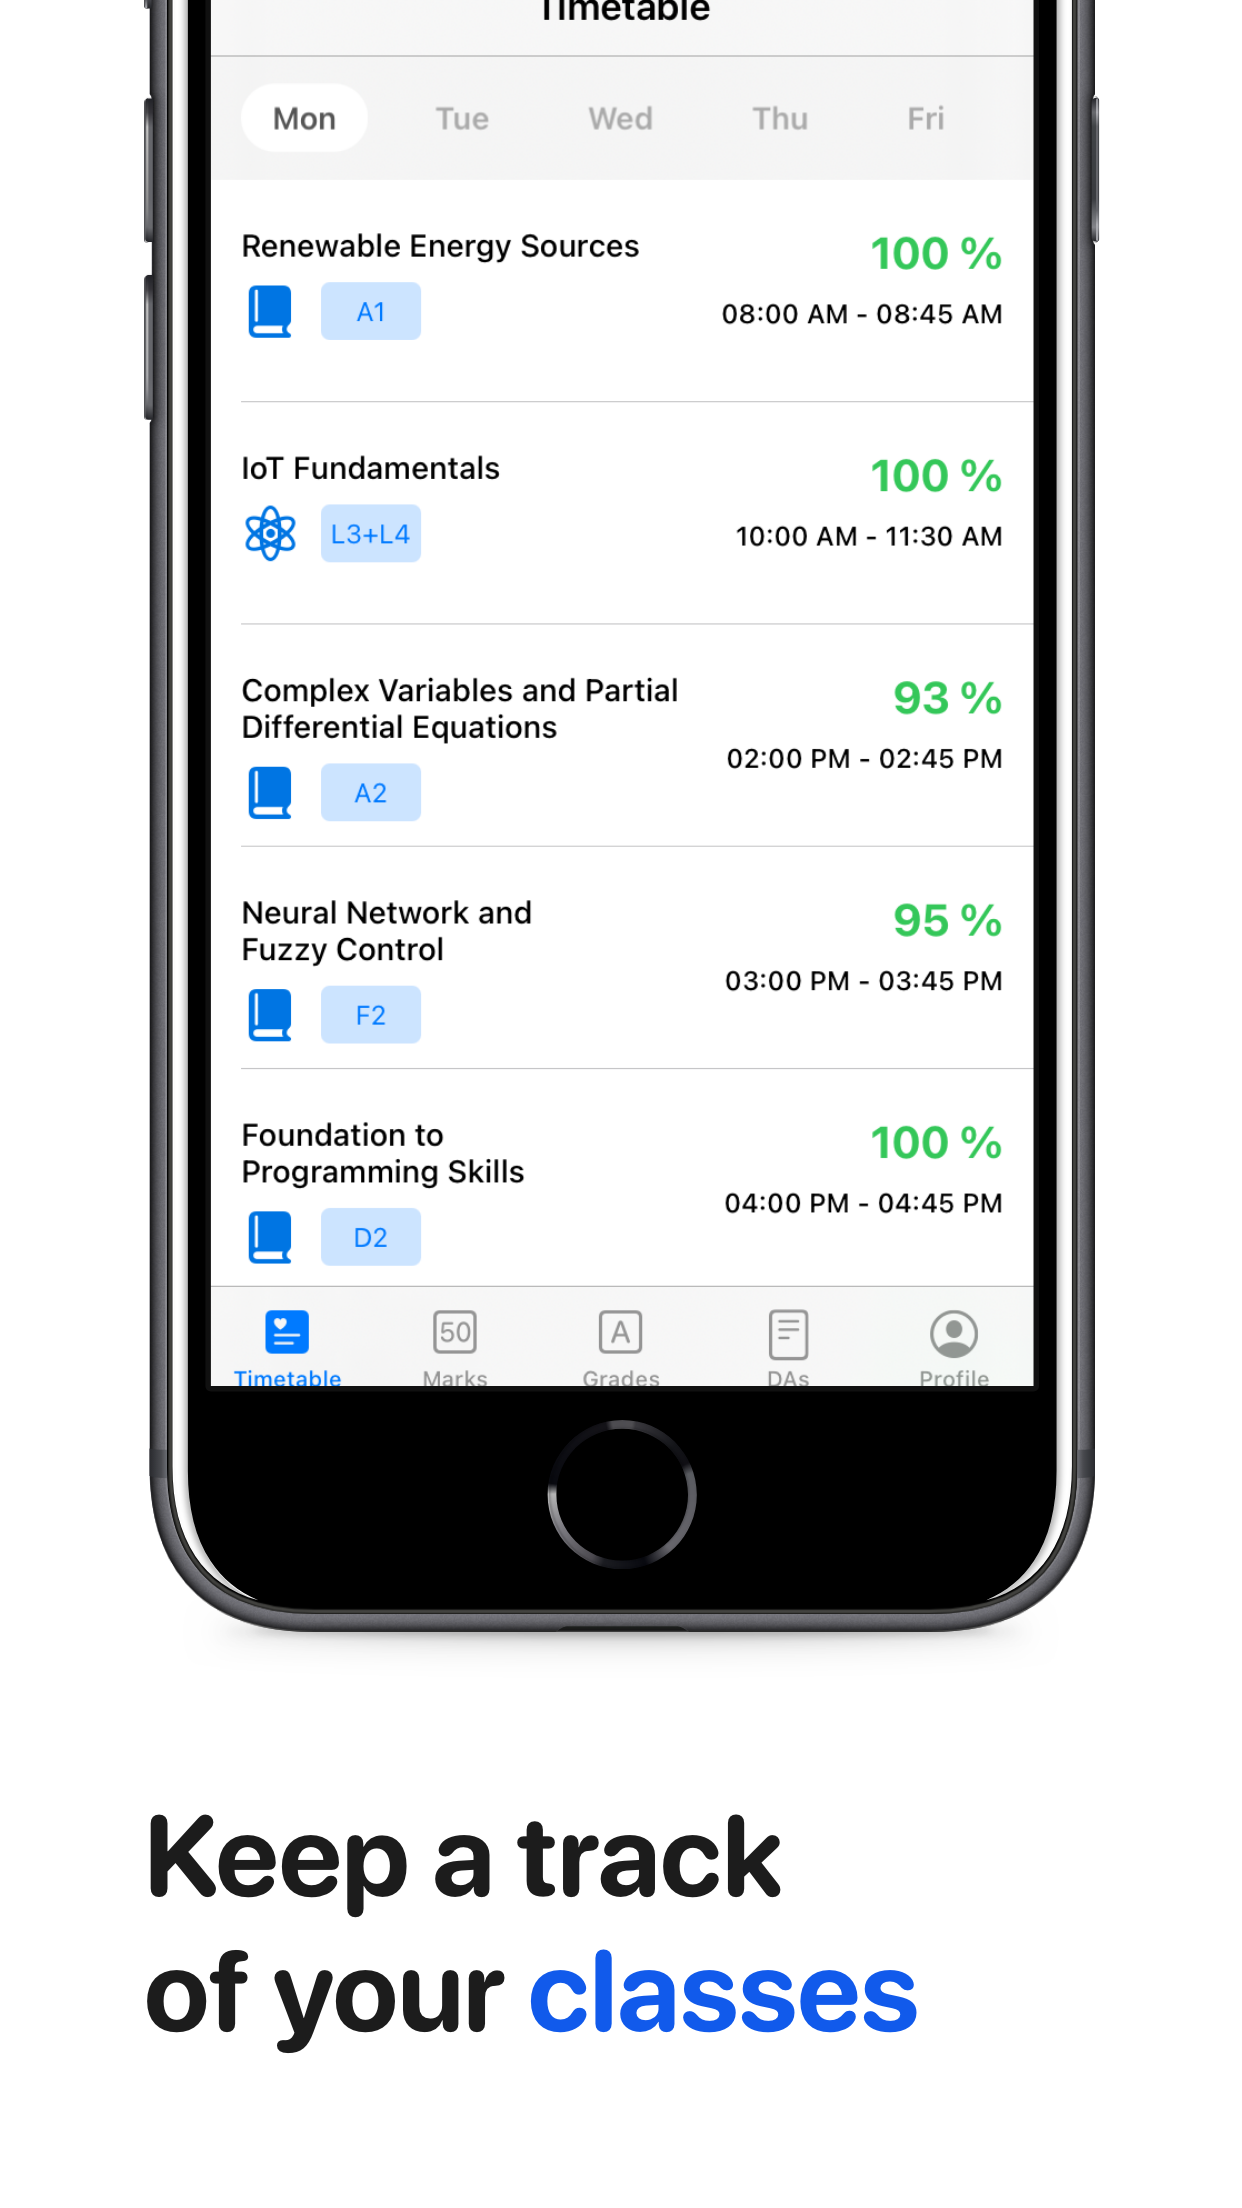 Timetable
Mon Tue Wed Thu Fri
Renewable Energy Sources
100 %
A1
08:00 AM - 08:45 AM
IoT Fundamentals
100 %
L3+L4
10:00 AM - 11:30 AM
Complex Variables and Partial
Differential Equations
93 %
02:00 PM - 02:45 PM
A2
Neural Network and
Fuzzy Control
95 %
03:00 PM - 03:45 PM
F2
Foundation to
Programming Skills
100 %
04:00 PM - 04:45 PM
D2
50 A
Timetable Marks Grades DAs Profile
Keep a track
of your classes